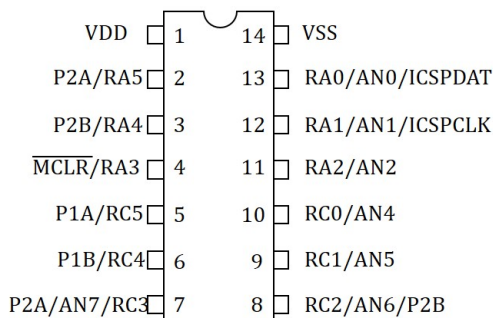 VDD 1 14 VSS
P2A/RA5 2 13 RA0/AN0/ICSPDAT
P2B/RA4 3 12 RA1/AN1/ICSPCLK
MCLR/RA3 4 11 RA2/AN2
P1A/RC5 5 10 RC0/AN4
P1B/RC4 6 9 RC1/AN5
P2A/AN7/RC3 7 8 RC2/AN6/P2B